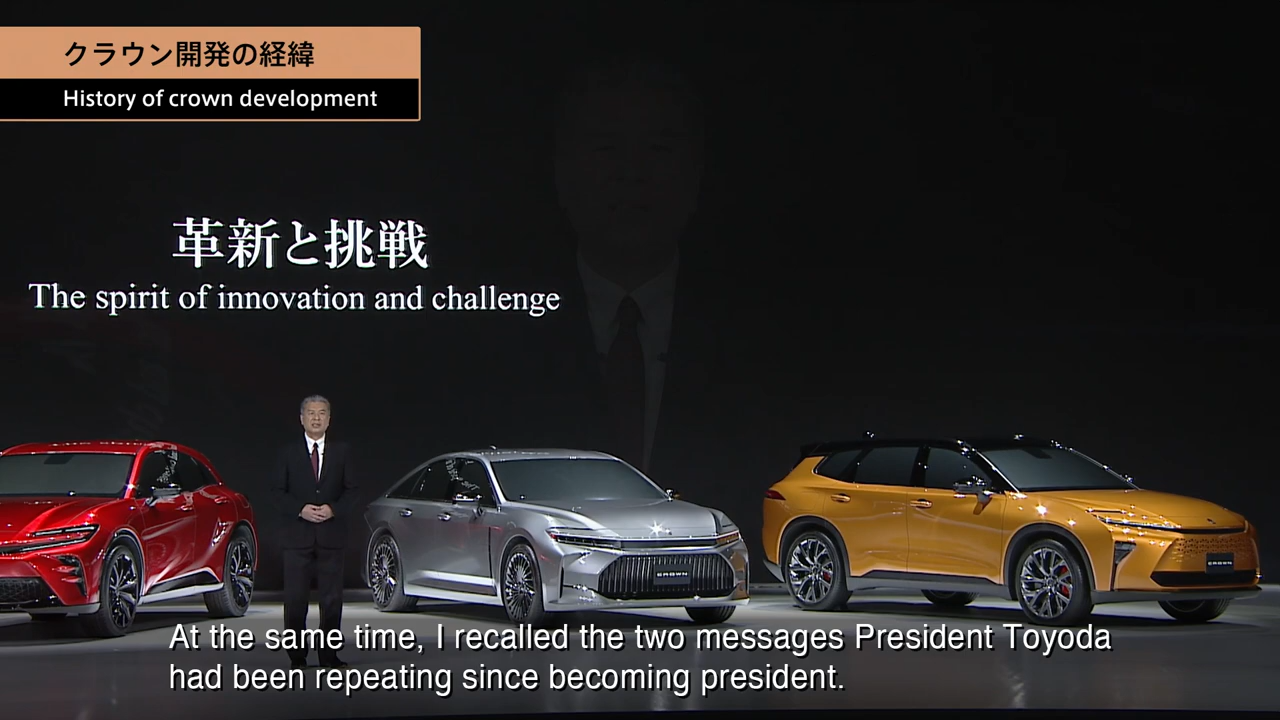 クラウン開発の経緯
History of crown development
革新と挑戦
The spirit of innovation and challenge
CROWN
CROWN
At the same time, I recalled the two messages President Toyoda
had been repeating since becoming president.